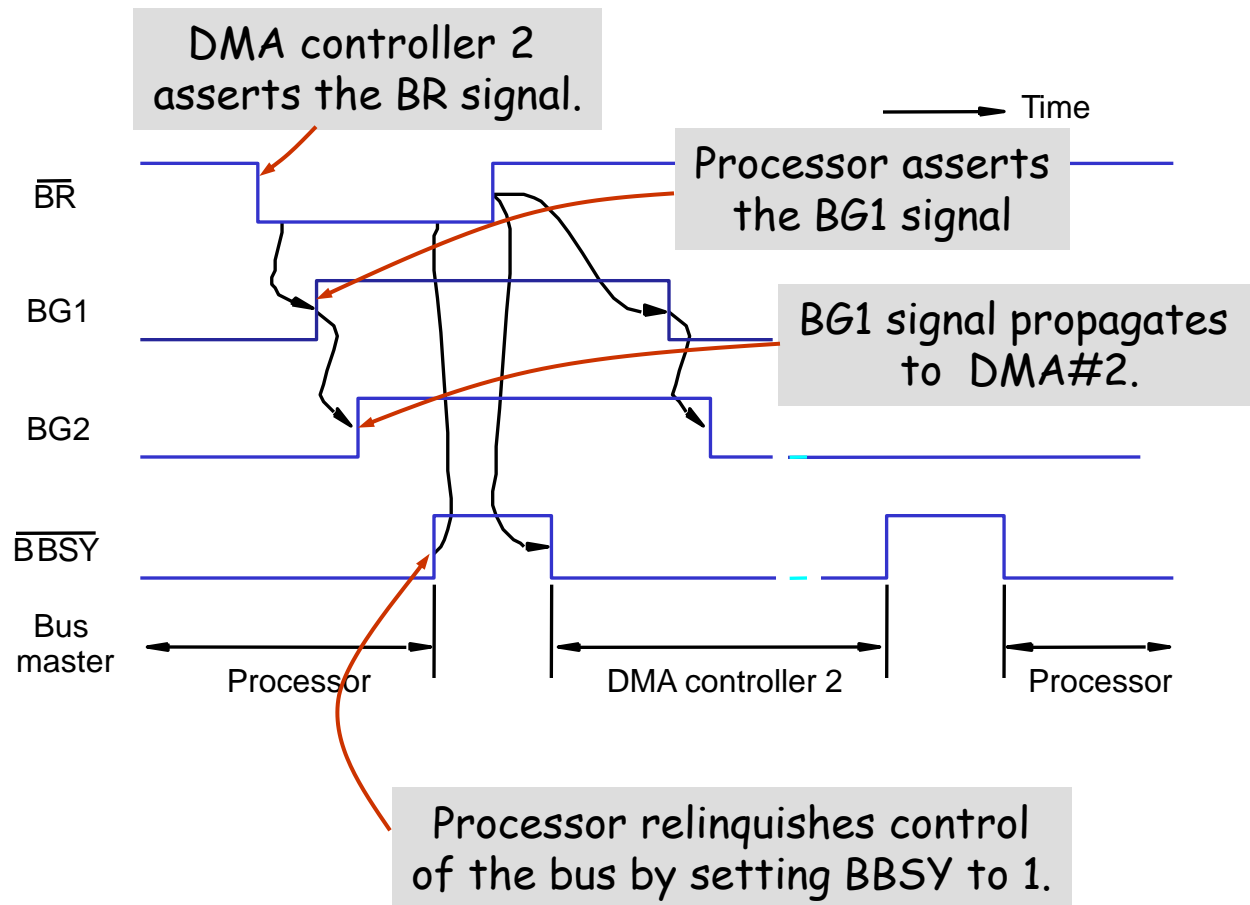 DMA controller 2
asserts the BR signal.
Time
Processor asserts
the BG1 signal
BR
BG1
BG1 signal propagates
to DMA#2.
BG2
BBSY
Bus
master
Processor
DMA controller 2
Processor
Processor relinquishes control
of the bus by setting BBSY to 1.